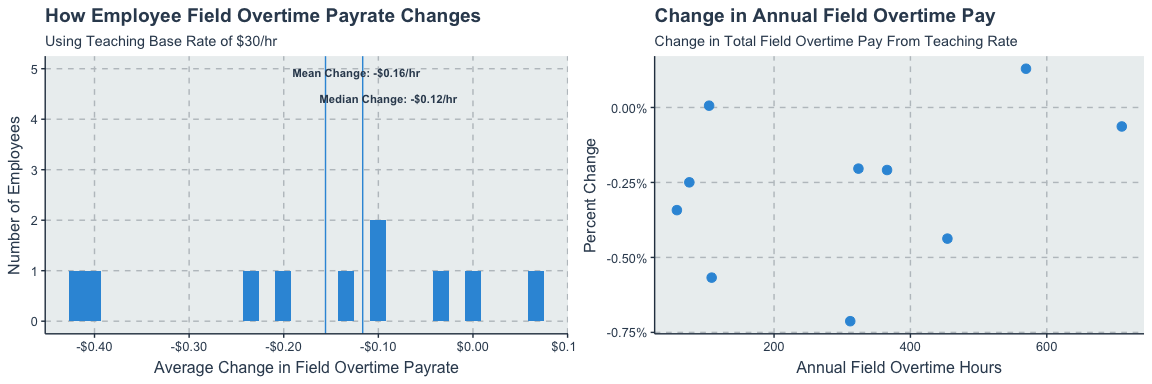 How Employee Field Overtime Payrate Changes
Using Teaching Base Rate of $30/hr
Mean Change: -$0.16/hr
Median Change: -$0.12/hr
Number of Employees
5
4
3
2
1
0
-$0.40
-$0.30
-$0.20
-$0.10
$0.00
$0.1
Average Change in Field Overtime Payrate
Change in Annual Field Overtime Pay
Change in Total Field Overtime Pay From Teaching Rate
Percent Change
0.00%
-0.25%
-0.50%
-0.75%
200
400
600
Annual Field Overtime Hours